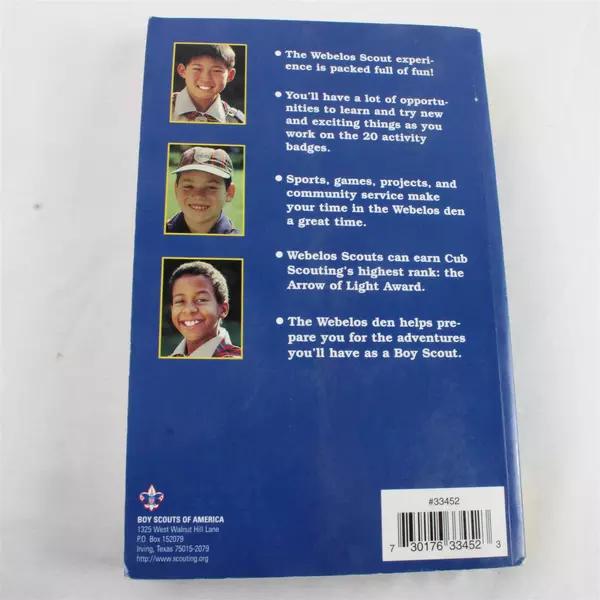 • The Webelos Scout experi-
ence is packed full of fun!
• You'll have a lot of opportu-
nities to learn and try new
and exciting things as you
work on the 20 activity
badges.
• Sports, games, projects, and
community service make
your time in the Webelos den
a great time.
• Webelos Scouts can earn Cub
Scouting's highest rank: the
Arrow of Light Award.
• The Webelos den helps pre-
pare you for the adventures
you'll have as a Boy Scout.
BOY SCOUTS OF AMERICA
1325 West Walnut Hill Lane
P.O. Box 152079
Irving, Texas 75015-2079
http://www.scouting.org
#33452
7 30176 33452 3